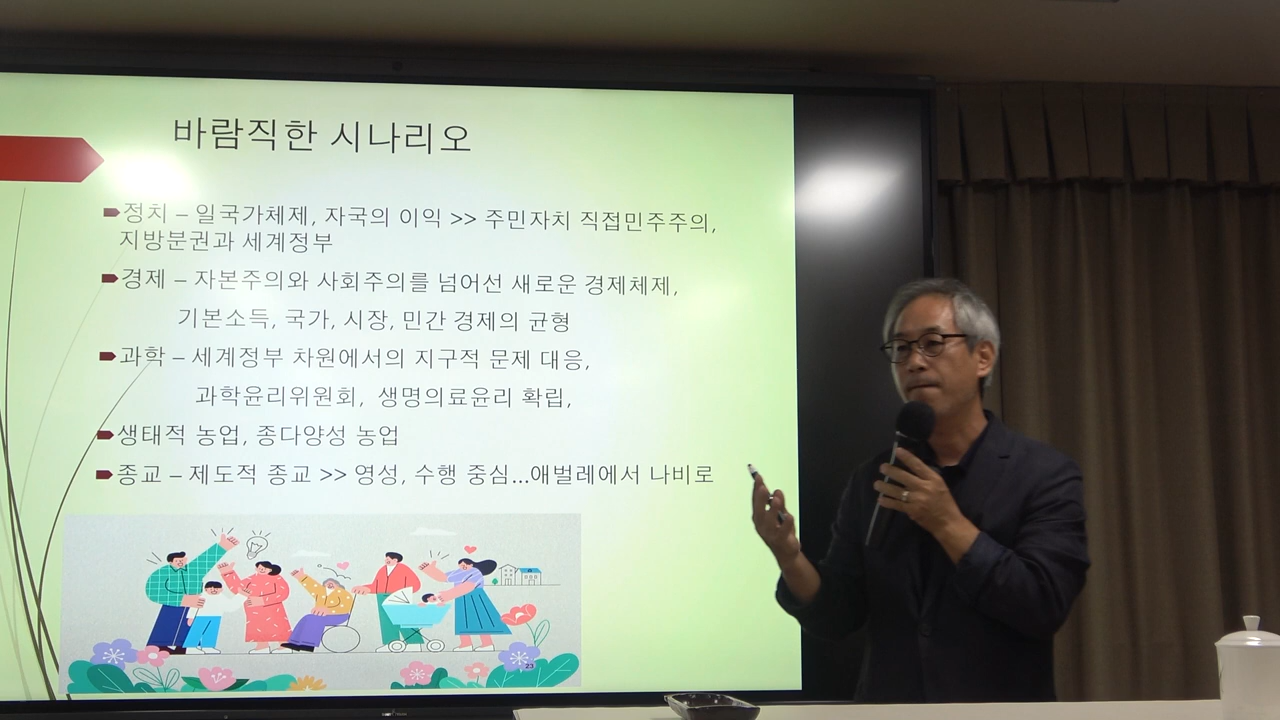 바람직한 시나리오
정치 – 일국가체제, 자국의 이익 >> 주민자치 직접민주주의,
지방분권과 세계정부
경제 – 자본주의와 사회주의를 넘어선 새로운 경제체제,
기본소득, 국가, 시장, 민간 경제의 균형
과학 – 세계정부 차원에서의 지구적 문제 대응,
과학윤리위원회, 생명의료윤리 확립,
생태적 농업, 종다양성 농업
종교 – 제도적 종교 >> 영성, 수행 중심...애벌레에서 나비로
23